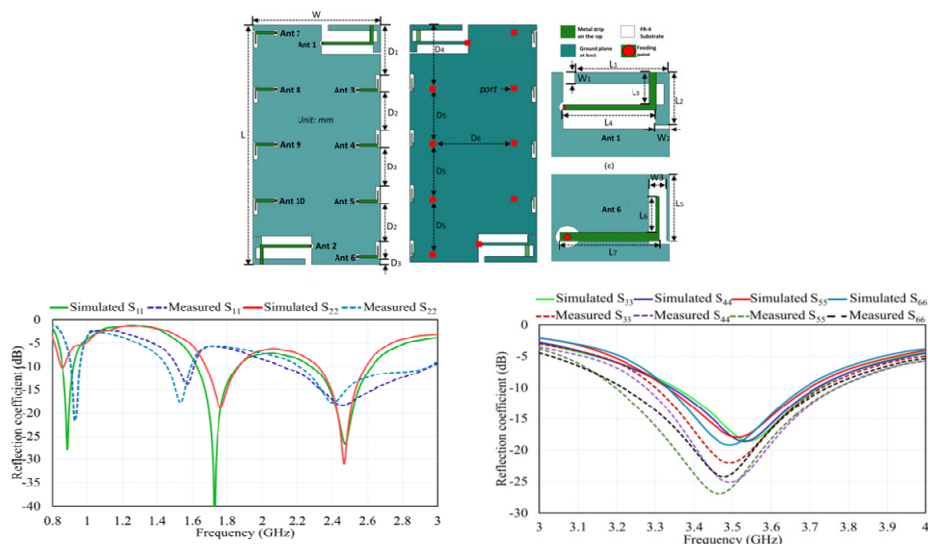 W
Ant 7
Ant 1
D1
Ant 8
Ant 3
D2
Unit: mm
L
Ant 9
Ant 4
D2
Ant 10
Ant 5
D2
Ant 2
Ant 6
D3
D4
port
D5
D6
D5
D5
Metal drip on the top
FR-4 Substrate
Ground plane at back
Feeding point
L1
W1
L3
L2
L4
W2
Ant 1
(c)
W3
Ant 6
L6
L5
L7
Simulated S11
Measured S11
Simulated S22
Measured S22
Reflection coefficient (dB)
0
-5
-10
-15
-20
-25
-30
-35
-40
0.8 1 1.2 1.4 1.6 1.8 2 2.2 2.4 2.6 2.8 3
Frequency (GHz)
Simulated S33 Simulated S44 Simulated S55 Simulated S66
Measured S33 Measured S44 Measured S55 Measured S66
Reflection coefficient (dB)
0
-5
-10
-15
-20
-25
-30
3 3.1 3.2 3.3 3.4 3.5 3.6 3.7 3.8 3.9 4
Frequency (GHz)